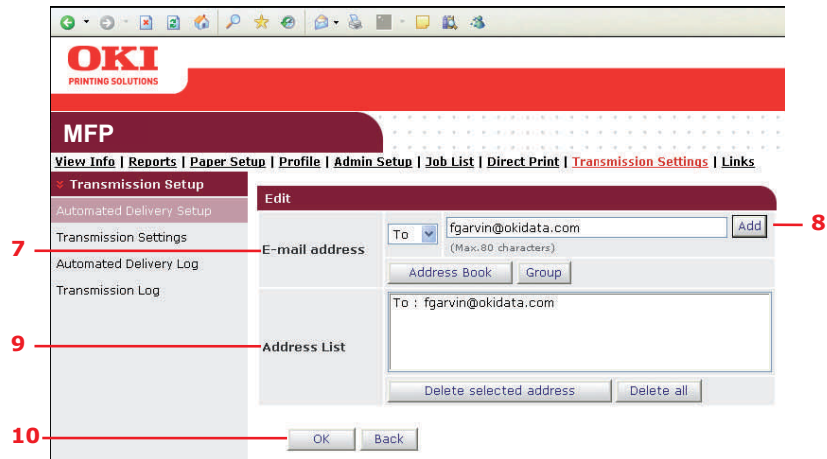 OKI
PRINTING SOLUTIONS
MFP
View Info | Reports | Paper Setup | Profile | Admin Setup | Job List | Direct Print | Transmission Settings | Links
Transmission Setup
Automated Delivery Setup
Transmission Settings
Automated Delivery Log
Transmission Log
Edit
7
E-mail address
To
fgarvin@okidata.com
Add
8
(Max.80 characters)
Address Book
Group
9
Address List
To : fgarvin@okidata.com
Delete selected address
Delete all
10
OK
Back